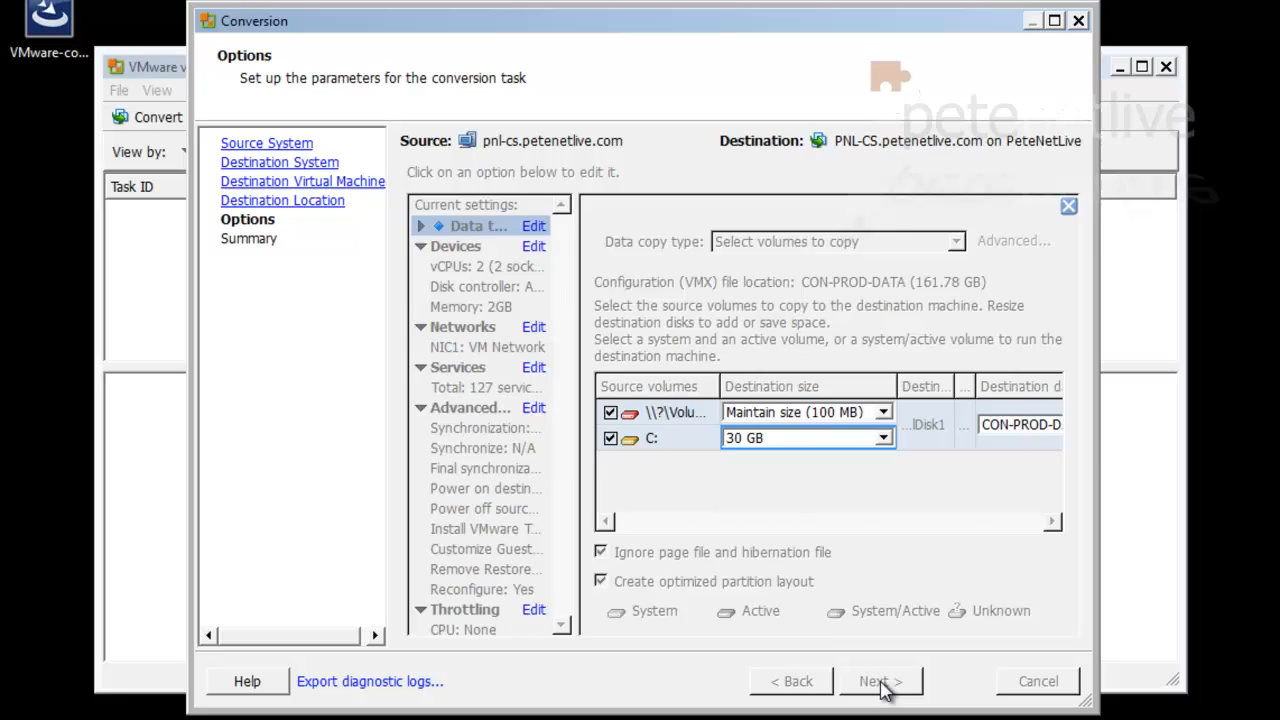 VMware-co...
Conversion
Options
Set up the parameters for the conversion task
petenetlive
VMware v
File View
Convert
View by:
Task ID
Source System
Destination System
Destination Virtual Machine
Destination Location
Options
Summary
Source: pnl-cs.petenetlive.com
Destination: PNL-CS.petenetlive.com on PeteNetLive
Click on an option below to edit it.
Current settings:
Data t... Edit
Devices Edit
vCPUs: 2 (2 sock...
Disk controller: A...
Memory: 2GB
Networks Edit
NIC1: VM Network
Services Edit
Total: 127 servic...
Advanced... Edit
Synchronization:...
Synchronize: N/A
Final synchroniza...
Power on destin...
Power off sourc...
Install VMware T...
Customize Guest...
Remove Restore...
Reconfigure: Yes
Throttling Edit
CPU: None
Data copy type: Select volumes to copy Advanced...
Configuration (VMX) file location: CON-PROD-DATA (161.78 GB)
Select the source volumes to copy to the destination machine. Resize
destination disks to add or save space.
Select a system and an active volume, or a system/active volume to run the
destination machine.
Source volumes Destination size Destin... ... Destination d
\\?\Volu... Maintain size (100 MB)
...lDisk1 ... CON-PROD-D
C: 30 GB
Ignore page file and hibernation file
Create optimized partition layout
System Active System/Active Unknown
Help Export diagnostic logs... < Back Next > Cancel